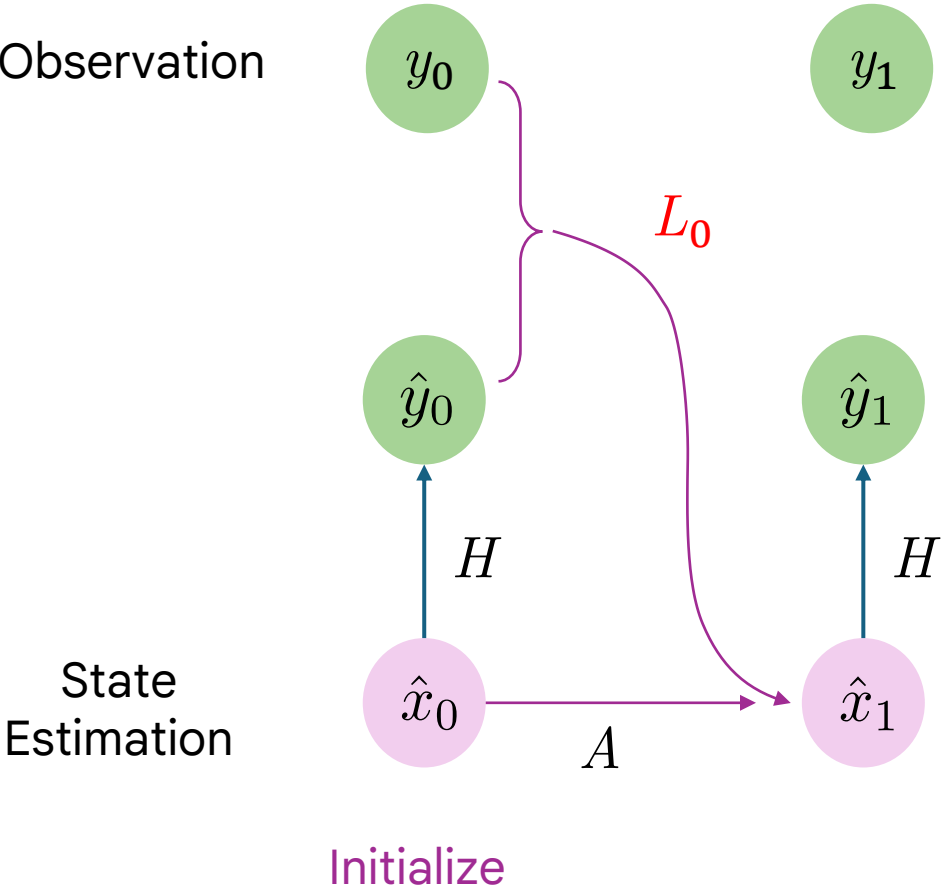 Observation
y₀
y₁
L₀
ŷ₀
ŷ₁
H
H
State
Estimation
x̂₀
x̂₁
A
Initialize